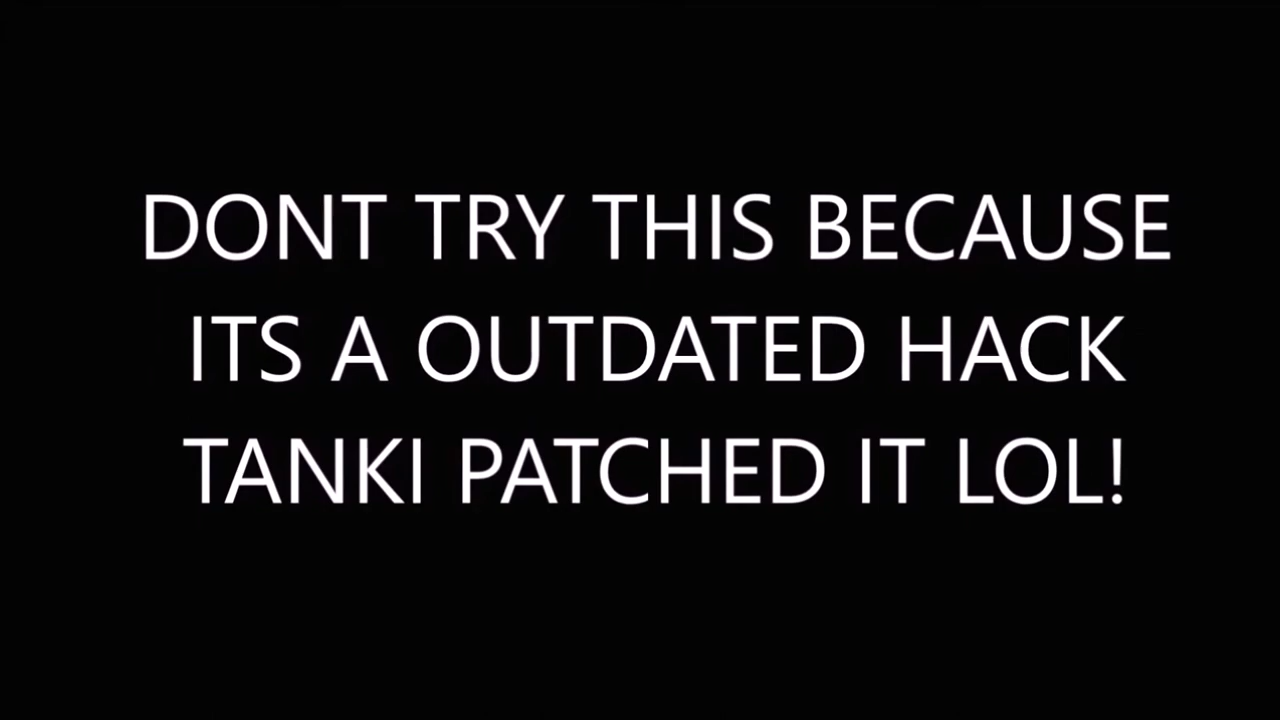 DONT TRY THIS BECAUSE
ITS A OUTDATED HACK
TANKI PATCHED IT LOL!